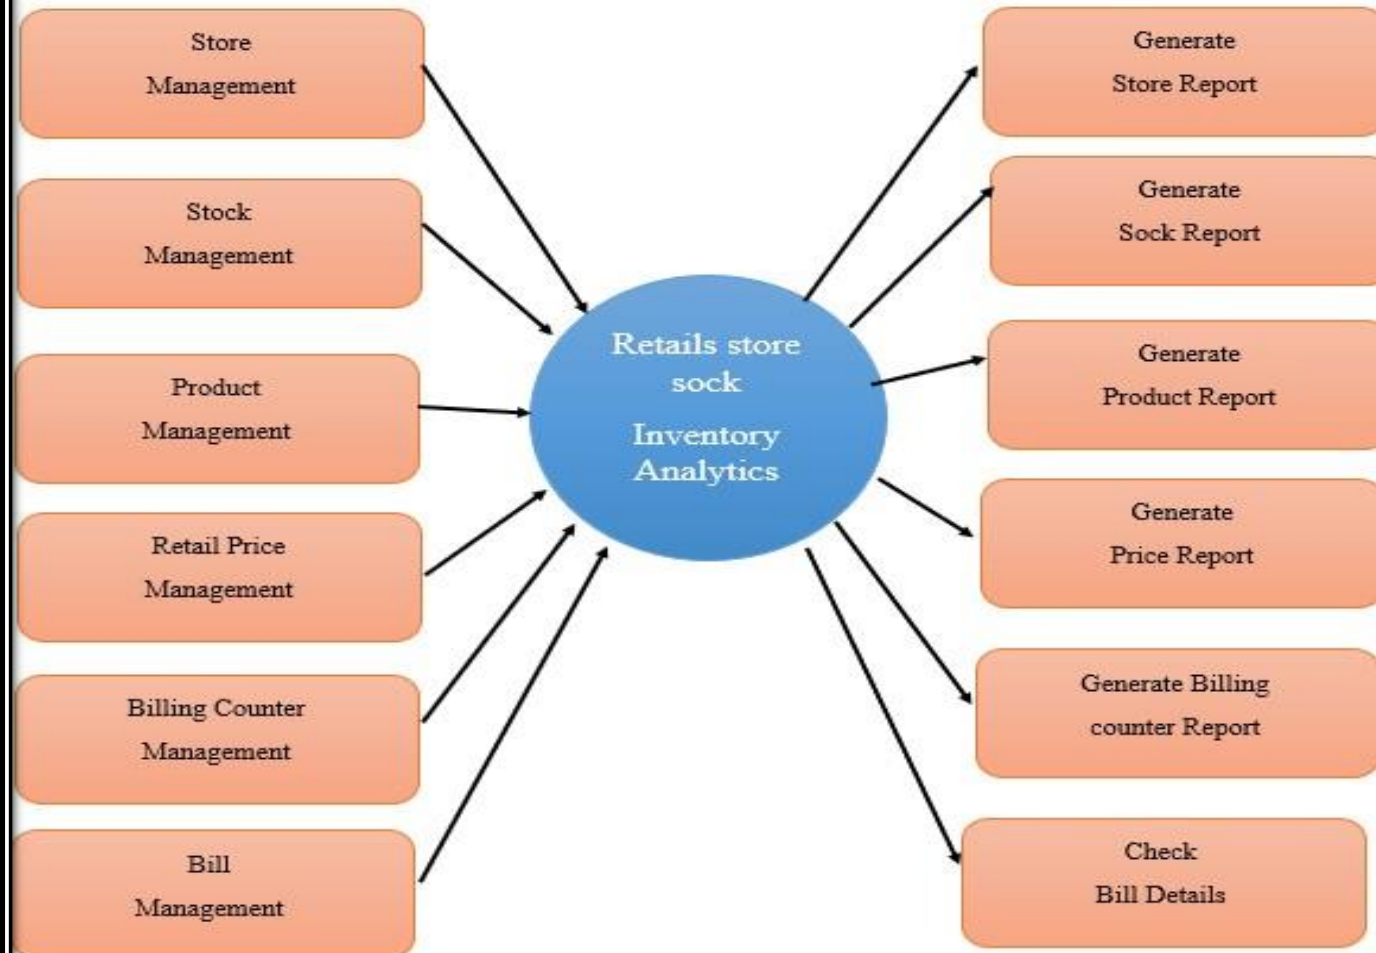 Store
Management
Stock
Management
Product
Management
Retail Price
Management
Billing Counter
Management
Bill
Management
Retails store
sock
Inventory
Analytics
Generate
Store Report
Generate
Sock Report
Generate
Product Report
Generate
Price Report
Generate Billing
counter Report
Check
Bill Details